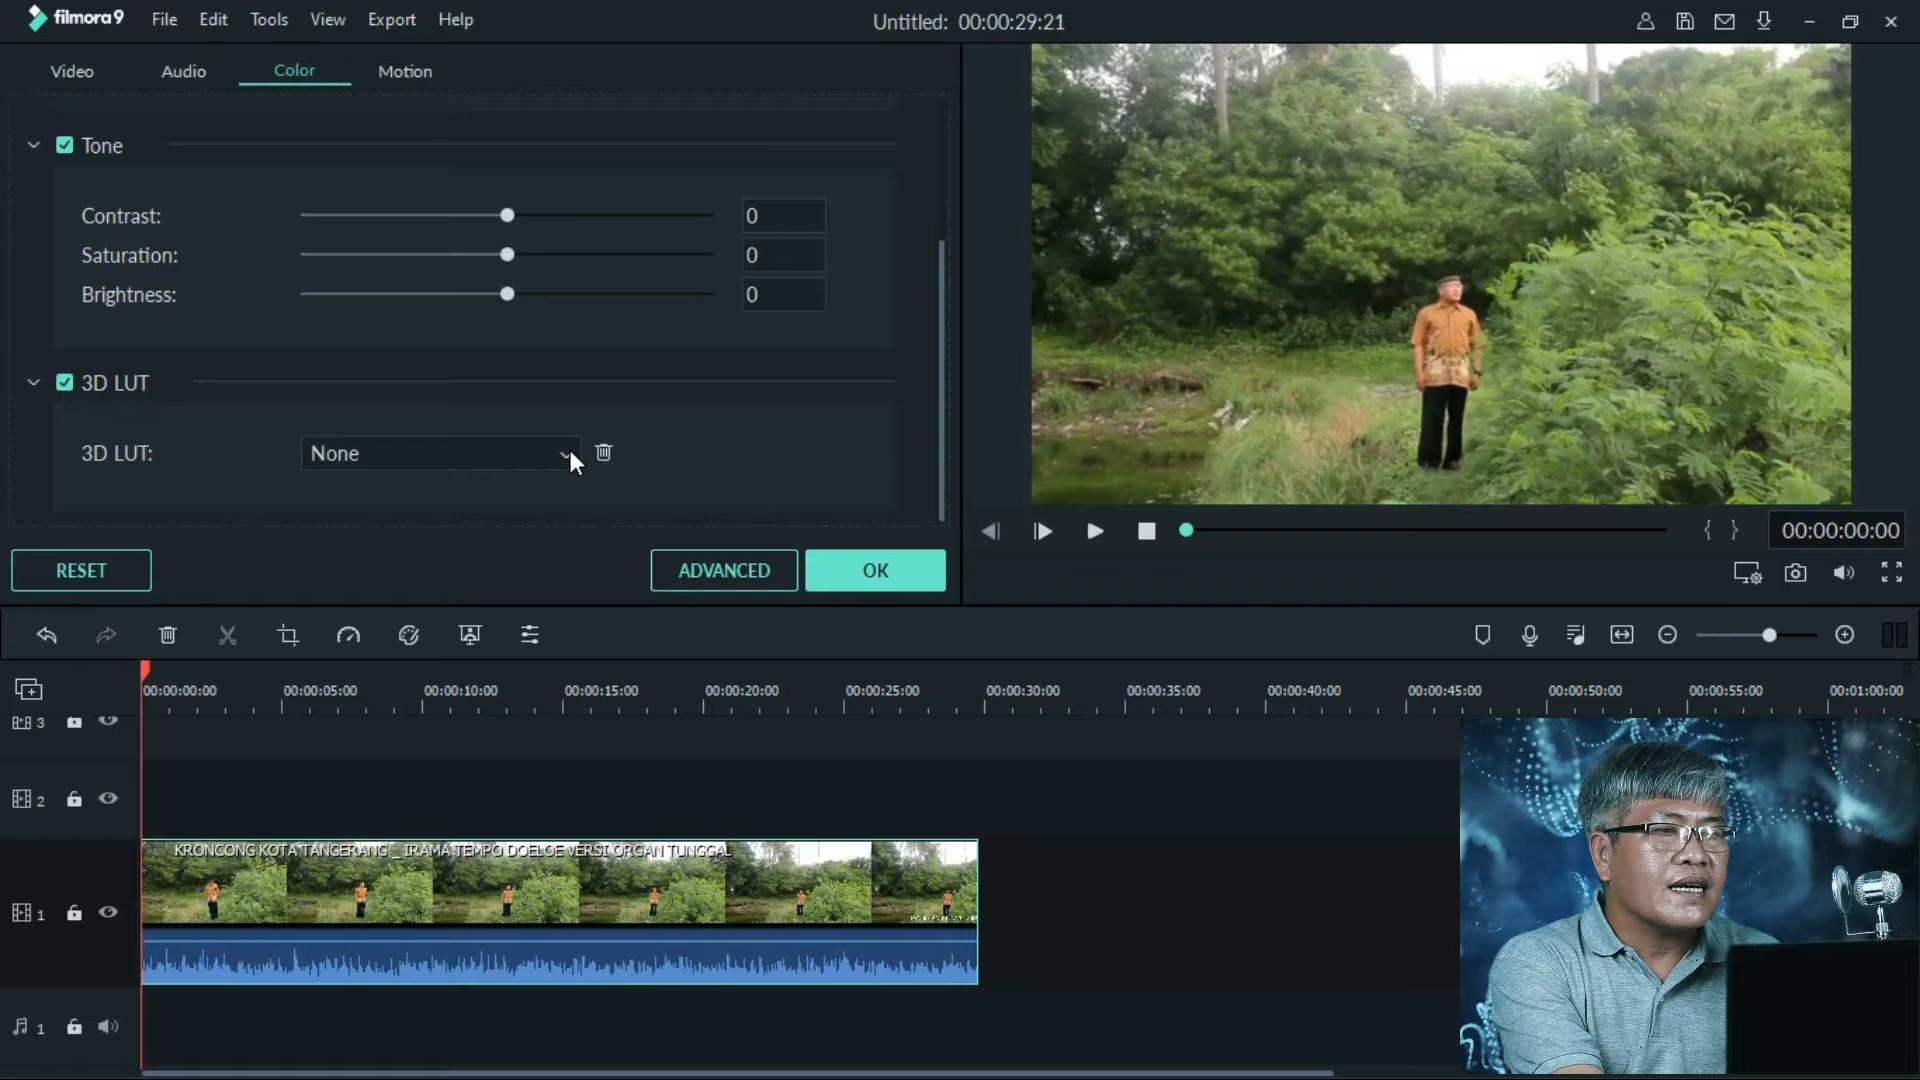 filmora9 File Edit Tools View Export Help
Untitled: 00:00:29:21
Video Audio Color Motion
Tone
Contrast: 0
Saturation: 0
Brightness: 0
3D LUT
3D LUT: None
RESET ADVANCED OK
{ } 00:00:00:00
00:00:00:00 00:00:05:00 00:00:10:00 00:00:15:00 00:00:20:00 00:00:25:00 00:00:30:00 00:00:35:00 00:00:40:00 00:00:45:00 00:00:50:00 00:00:55:00 00:01:00:00
3
2
KRONCONG KOTA TANGERANG _ IRAMA TEMPO DOELOE VERSI ORGAN TUNGGAL
1
1